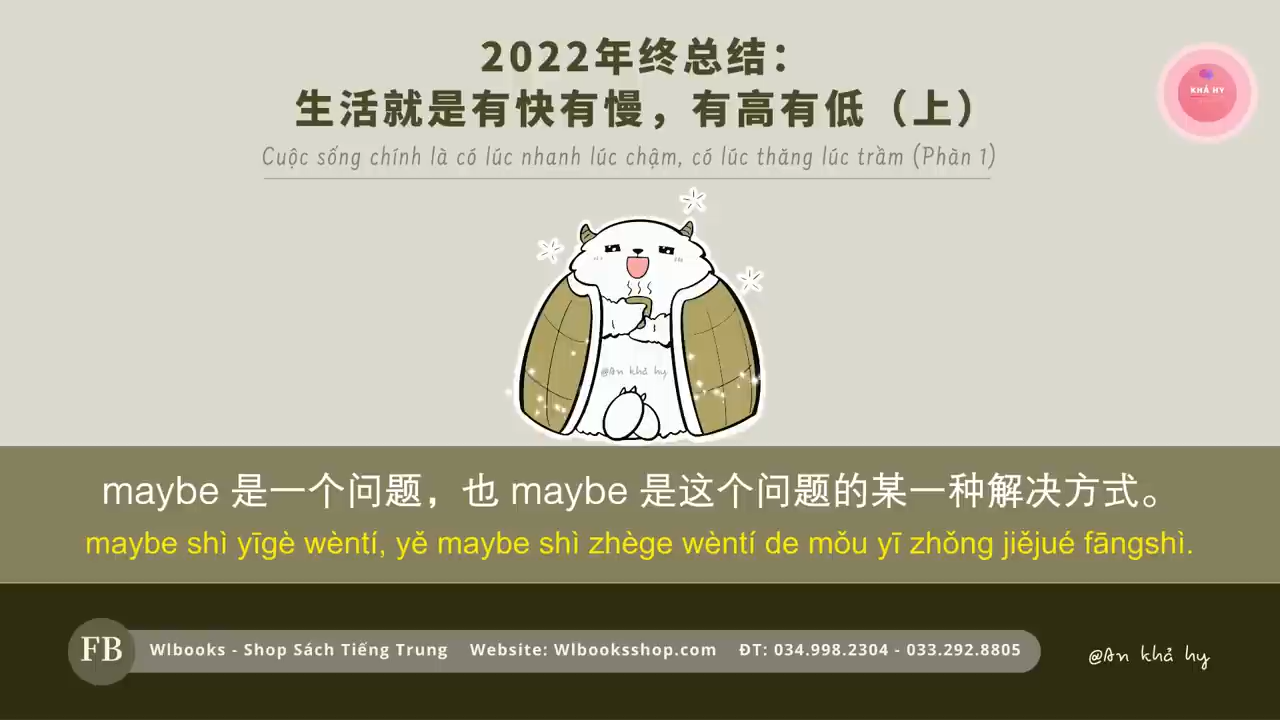 2022年终总结：
生活就是有快有慢，有高有低（上）
Cuộc sống chính là có lúc nhanh lúc chậm, có lúc thăng lúc trầm (Phần 1)
KHẢ HY
@An khả hy
maybe 是一个问题，也 maybe 是这个问题的某一种解决方式。
maybe shì yīgè wèntí, yě maybe shì zhège wèntí de mǒu yī zhǒng jiějué fāngshì.
FB Wlbooks - Shop Sách Tiếng Trung Website: Wlbooksshop.com ĐT: 034.998.2304 - 033.292.8805
@An khả hy